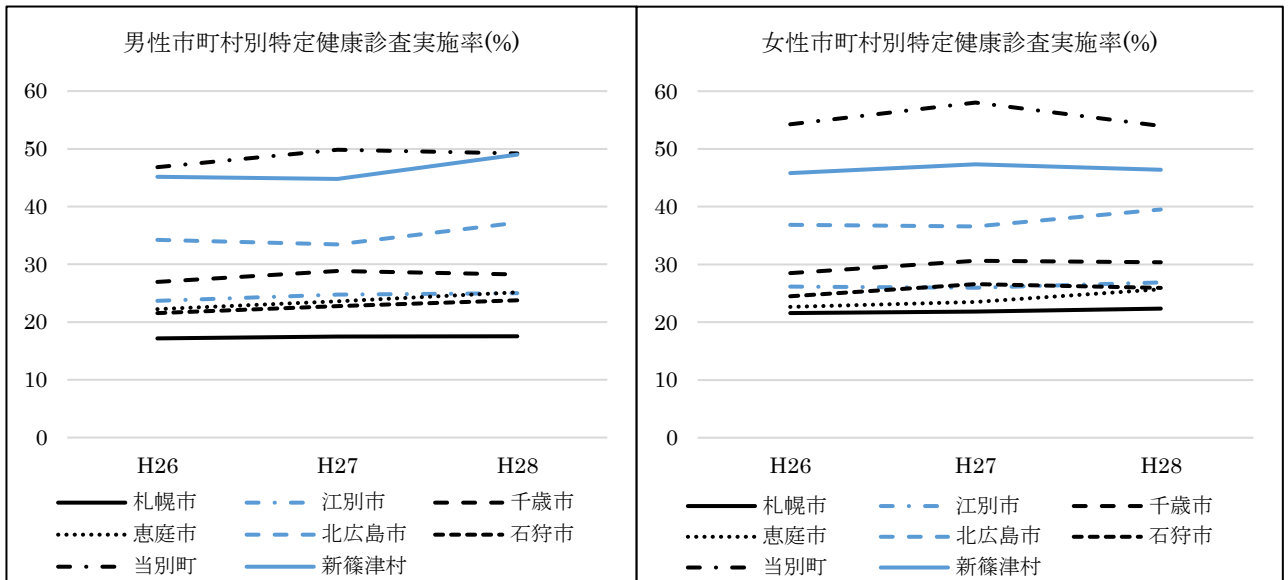 男性市町村別特定健康診査実施率(%)
60
50
40
30
20
10
0
H26 H27 H28
札幌市 江別市 千歳市
恵庭市 北広島市 石狩市
当別町 新篠津村
女性市町村別特定健康診査実施率(%)
60
50
40
30
20
10
0
H26 H27 H28
札幌市 江別市 千歳市
恵庭市 北広島市 石狩市
当別町 新篠津村